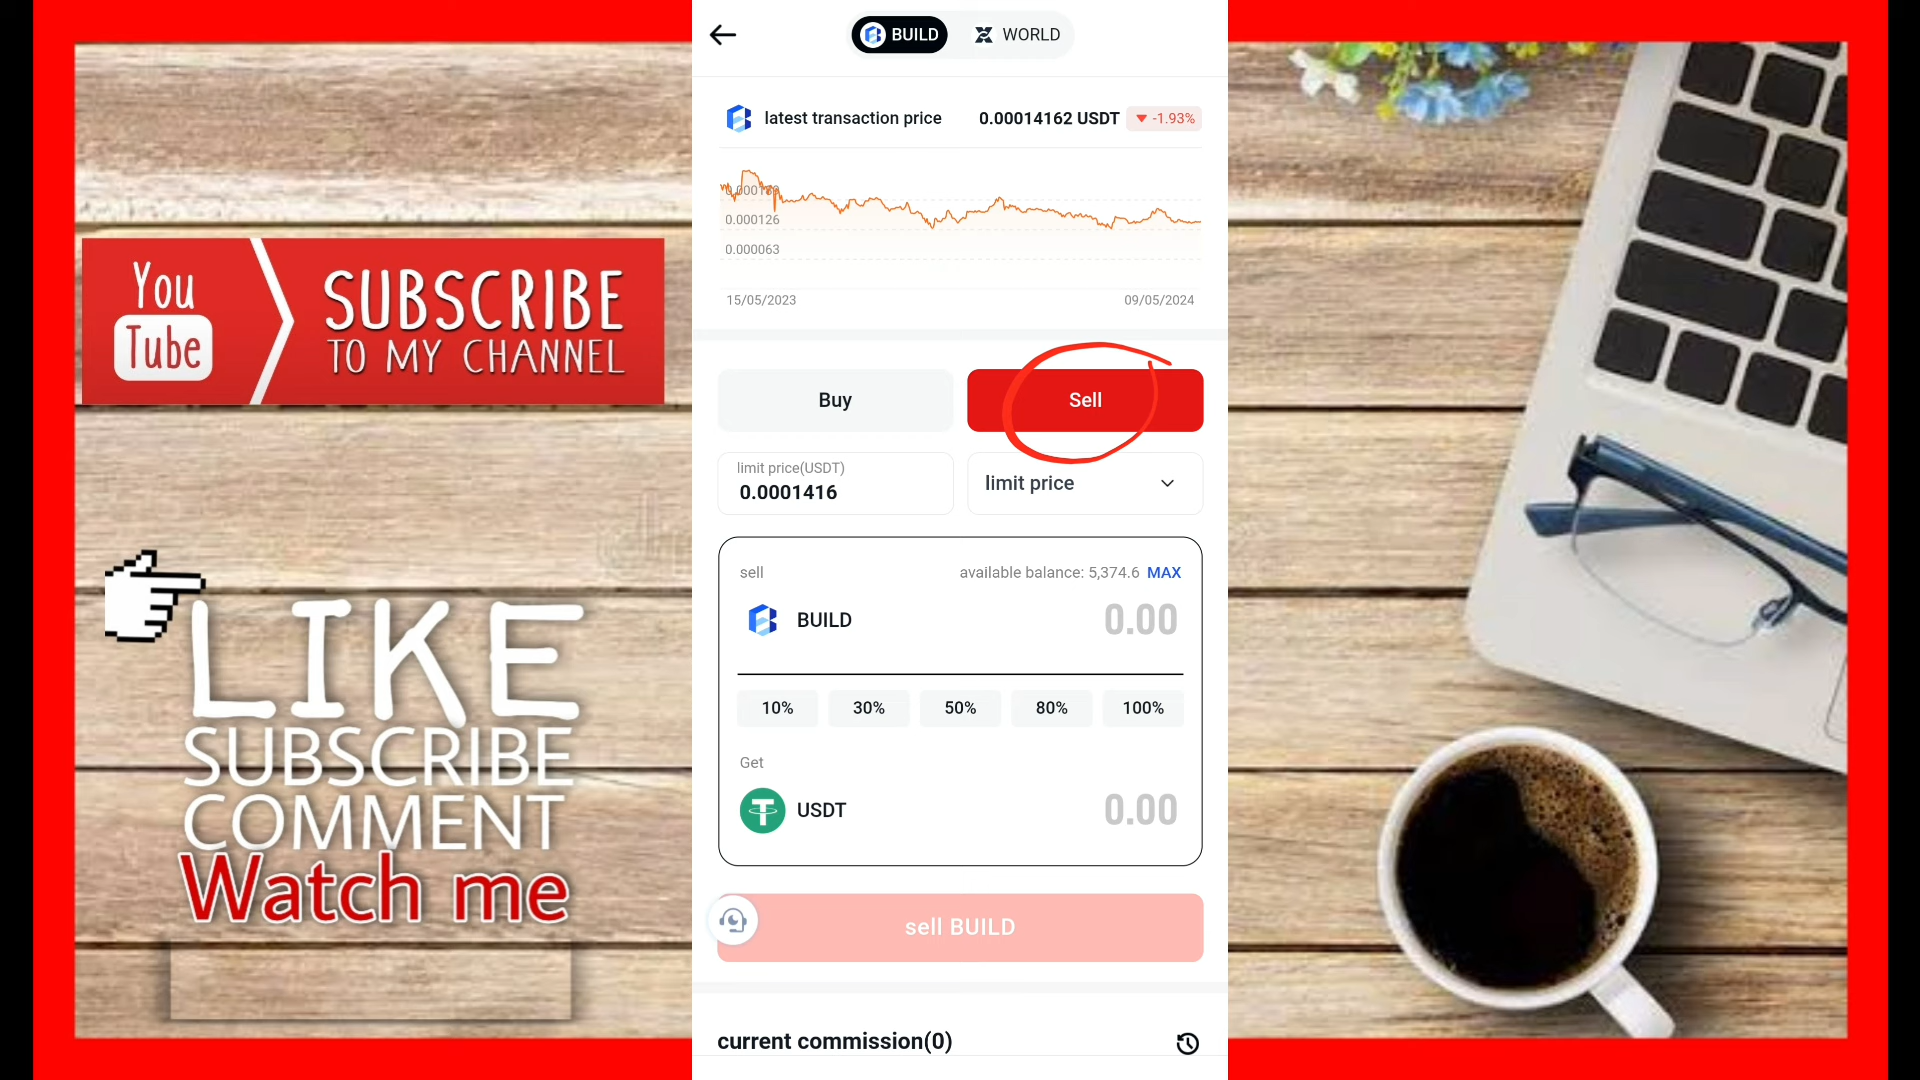 You
Tube
SUBSCRIBE
TO MY CHANNEL
LIKE
SUBSCRIBE
COMMENT
Watch me
BUILD
WORLD
latest transaction price
0.00014162 USDT
-1.93%
0.000126
0.000063
15/05/2023
09/05/2024
Buy
Sell
limit price(USDT)
0.0001416
limit price
sell
available balance: 5,374.6 MAX
BUILD
0.00
10%
30%
50%
80%
100%
Get
USDT
0.00
sell BUILD
current commission(0)